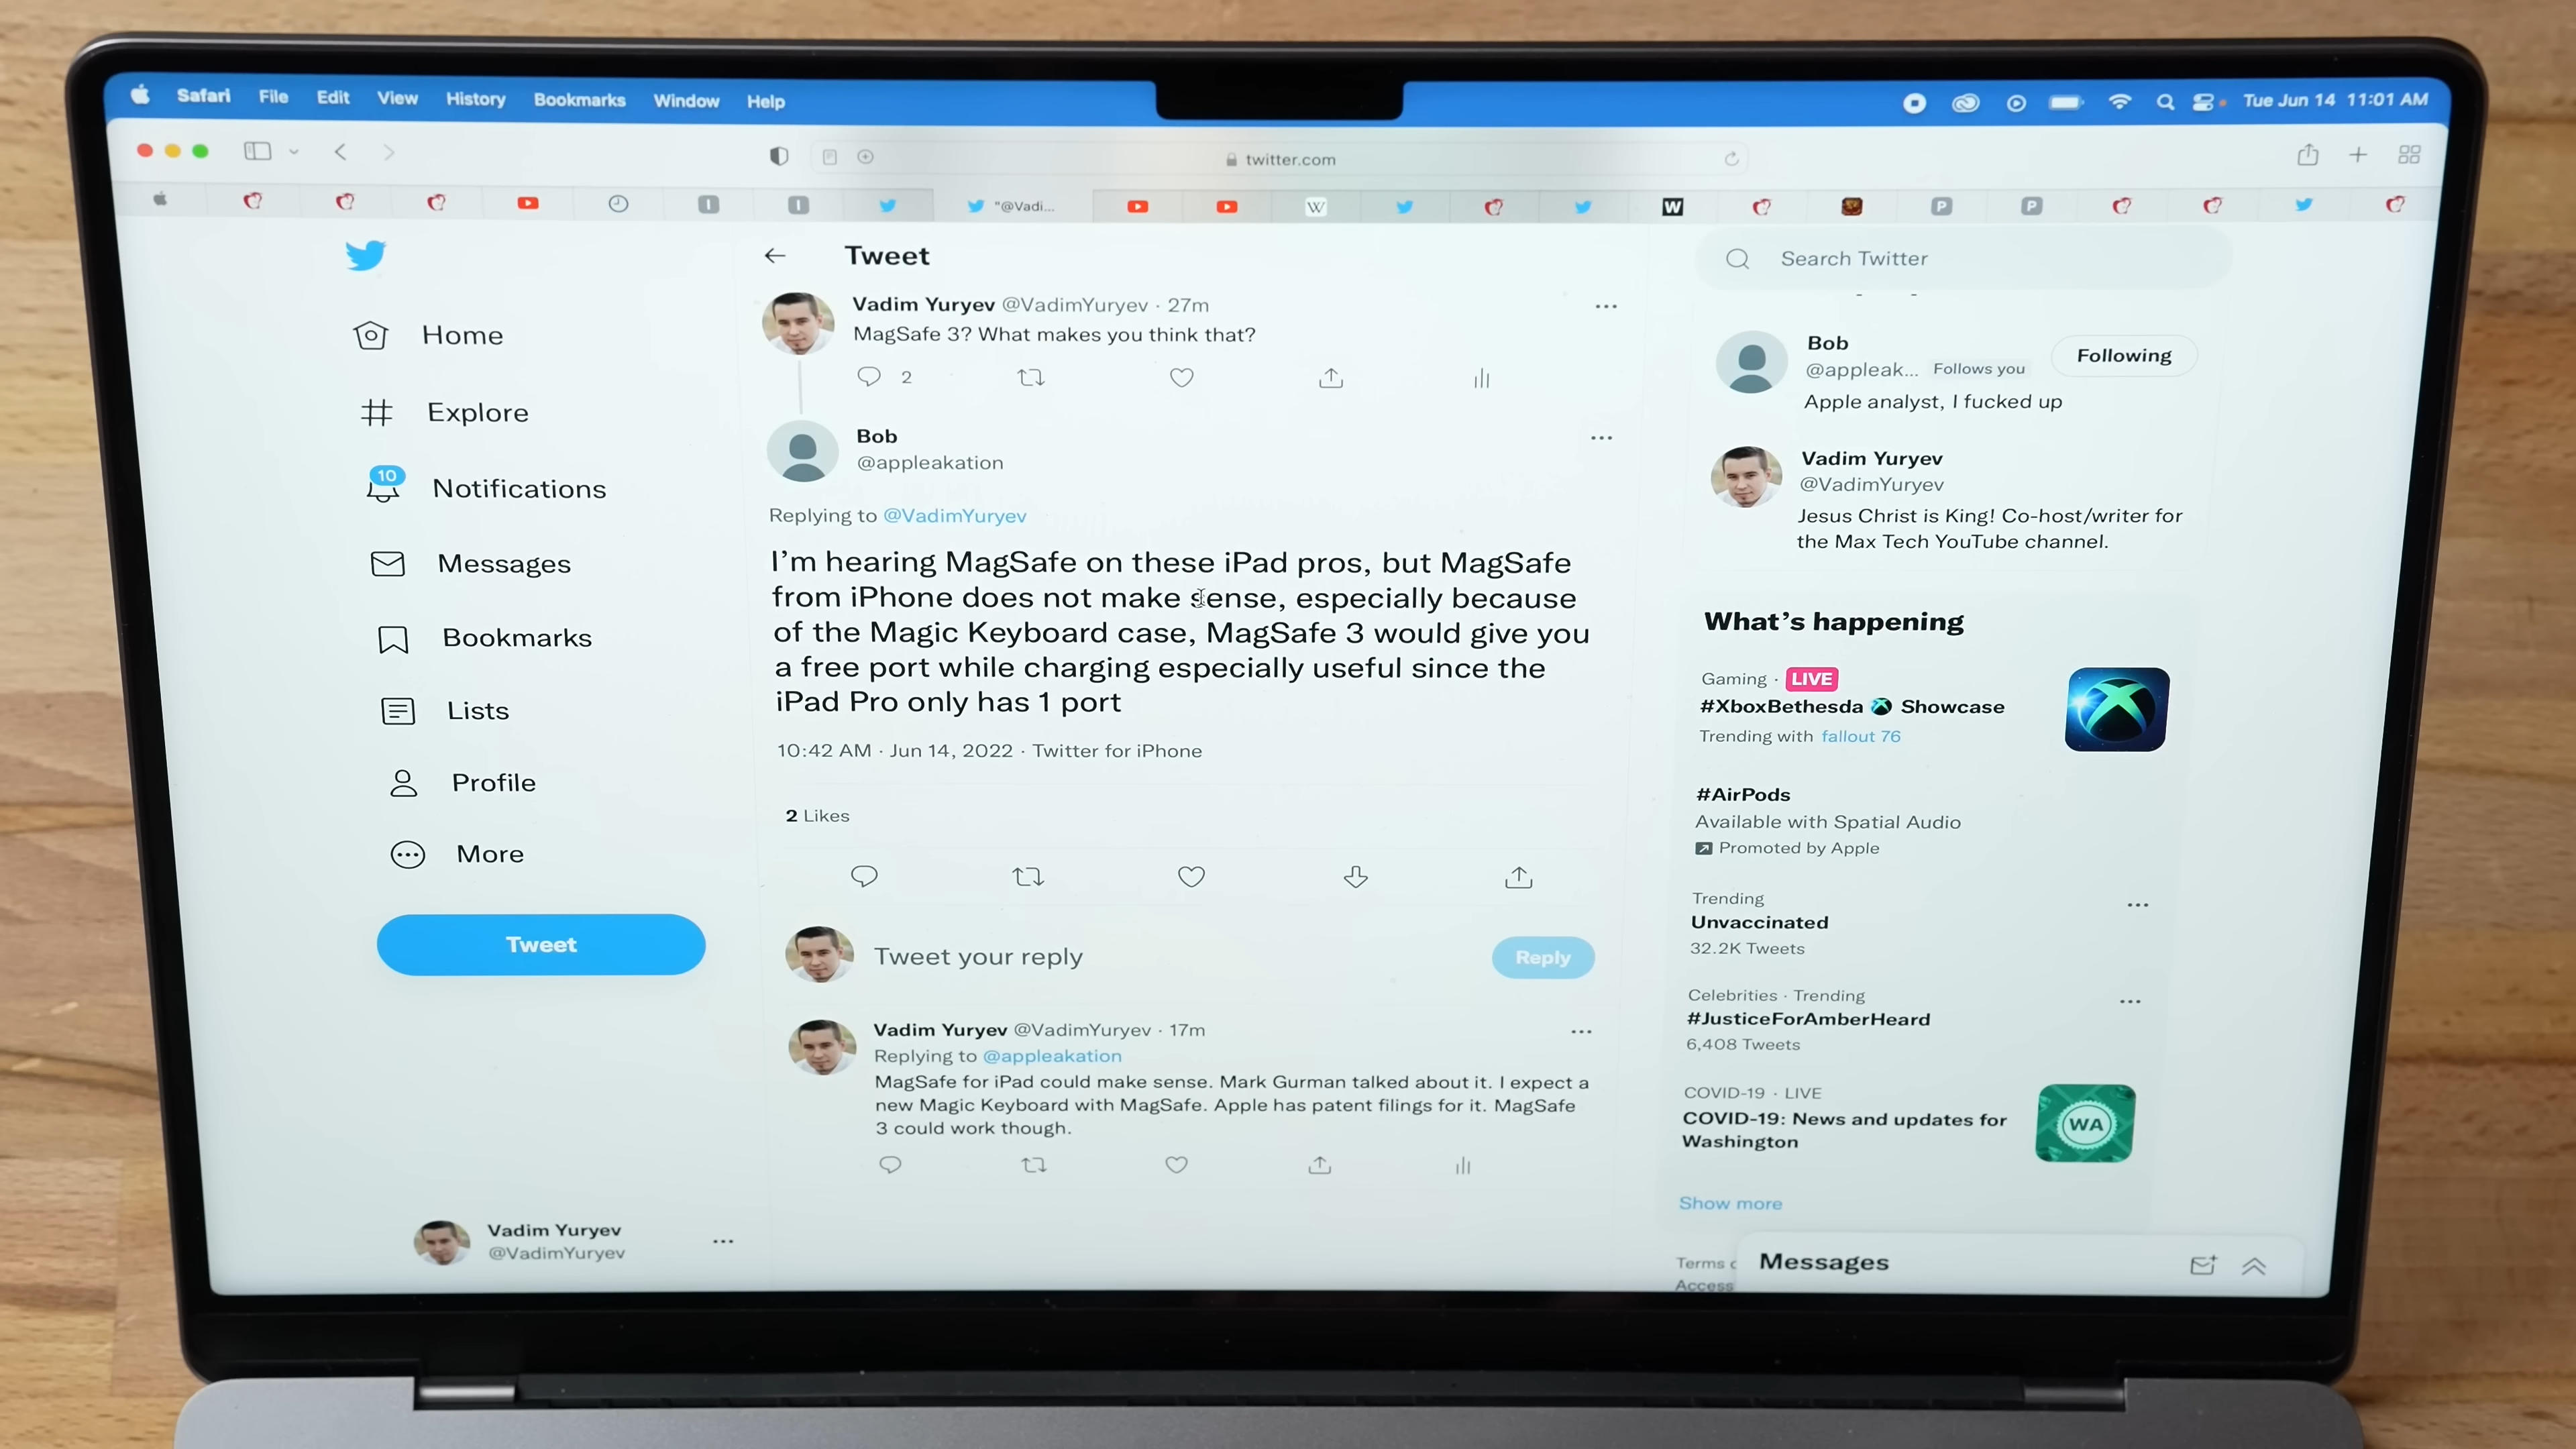 Safari File Edit View History Bookmarks Window Help
Tue Jun 14 11:01 AM
twitter.com
"@Vadi...
W
W
P
P
Home
Explore
10
Notifications
Messages
Bookmarks
Lists
Profile
More
Tweet
Vadim Yuryev
@VadimYuryev
Tweet
Vadim Yuryev @VadimYuryev · 27m
MagSafe 3? What makes you think that?
2
Bob
@appleakation
Replying to @VadimYuryev
I'm hearing MagSafe on these iPad pros, but MagSafe
from iPhone does not make sense, especially because
of the Magic Keyboard case, MagSafe 3 would give you
a free port while charging especially useful since the
iPad Pro only has 1 port
10:42 AM · Jun 14, 2022 · Twitter for iPhone
2 Likes
Tweet your reply
Reply
Vadim Yuryev @VadimYuryev · 17m
Replying to @appleakation
MagSafe for iPad could make sense. Mark Gurman talked about it. I expect a
new Magic Keyboard with MagSafe. Apple has patent filings for it. MagSafe
3 could work though.
Search Twitter
Bob
@appleak... Follows you
Following
Apple analyst, I fucked up
Vadim Yuryev
@VadimYuryev
Jesus Christ is King! Co-host/writer for
the Max Tech YouTube channel.
What's happening
Gaming · LIVE
#XboxBethesda Showcase
Trending with fallout 76
#AirPods
Available with Spatial Audio
Promoted by Apple
Trending
Unvaccinated
32.2K Tweets
Celebrities · Trending
#JusticeForAmberHeard
6,408 Tweets
COVID-19 · LIVE
COVID-19: News and updates for
Washington
WA
Show more
Terms
Access
Messages